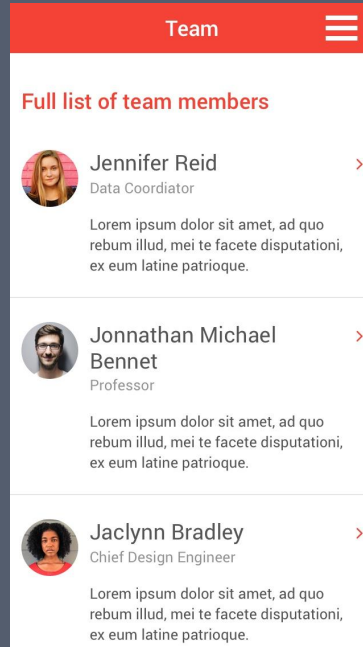 Team
Full list of team members
Jennifer Reid
Data Coordiator
Lorem ipsum dolor sit amet, ad quo
rebum illud, mei te facete disputationi,
ex eum latine patrioque.
Jonnathan Michael
Bennet
Professor
Lorem ipsum dolor sit amet, ad quo
rebum illud, mei te facete disputationi,
ex eum latine patrioque.
Jaclynn Bradley
Chief Design Engineer
Lorem ipsum dolor sit amet, ad quo
rebum illud, mei te facete disputationi,
ex eum latine patrioque.